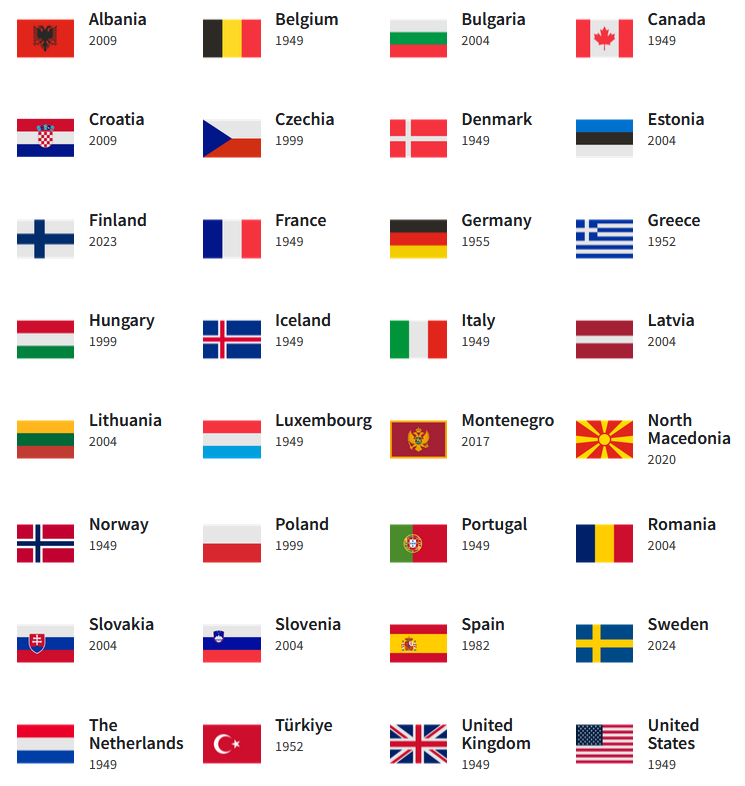 Albania
2009
Belgium
1949
Bulgaria
2004
Canada
1949
Croatia
2009
Czechia
1999
Denmark
1949
Estonia
2004
Finland
2023
France
1949
Germany
1955
Greece
1952
Hungary
1999
Iceland
1949
Italy
1949
Latvia
2004
Lithuania
2004
Luxembourg
1949
Montenegro
2017
North
Macedonia
2020
Norway
1949
Poland
1999
Portugal
1949
Romania
2004
Slovakia
2004
Slovenia
2004
Spain
1982
Sweden
2024
The
Netherlands
1949
Türkiye
1952
United
Kingdom
1949
United
States
1949